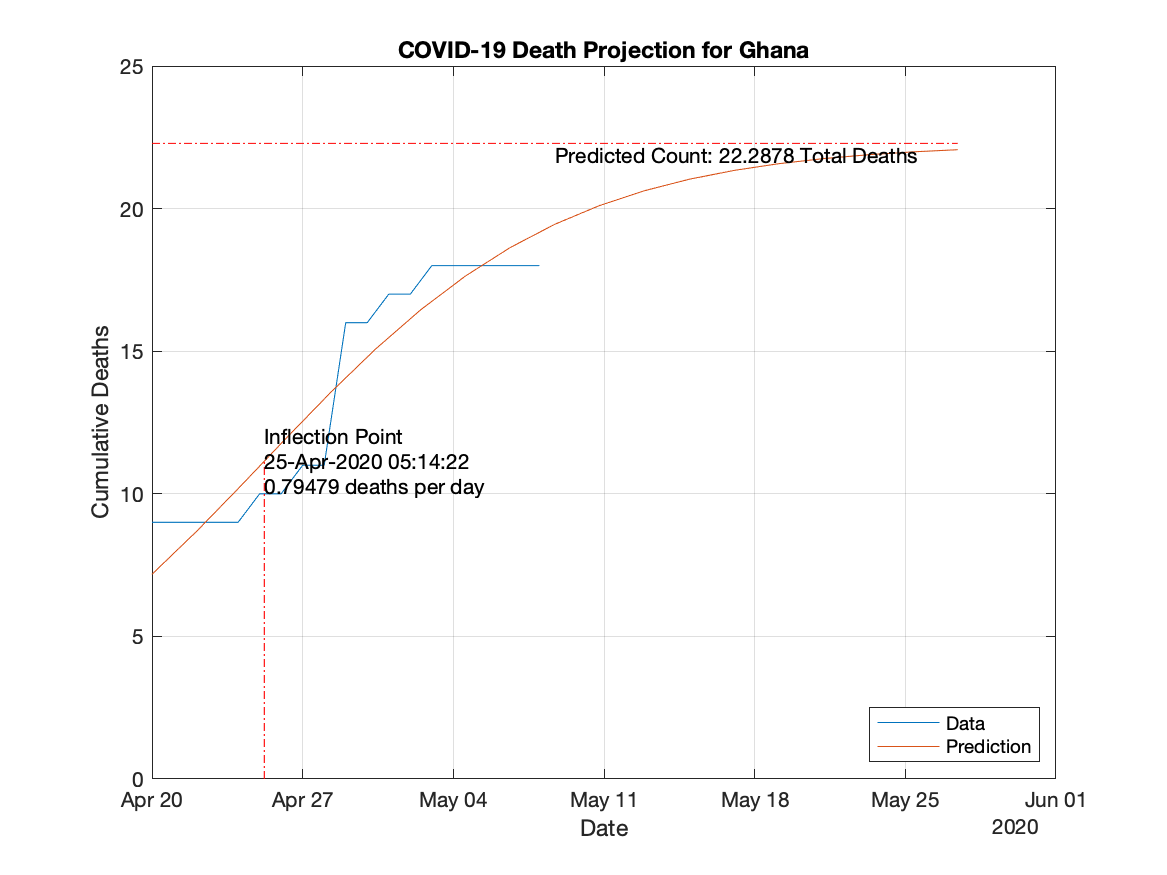 COVID-19 Death Projection for Ghana
25
Predicted Count: 22.2878 Total Deaths
20
15
Cumulative Deaths
Inflection Point
25-Apr-2020 05:14:22
0.79479 deaths per day
10
5
Data
Prediction
0
Apr 20 Apr 27 May 04 May 11 May 18 May 25 Jun 01
Date
2020